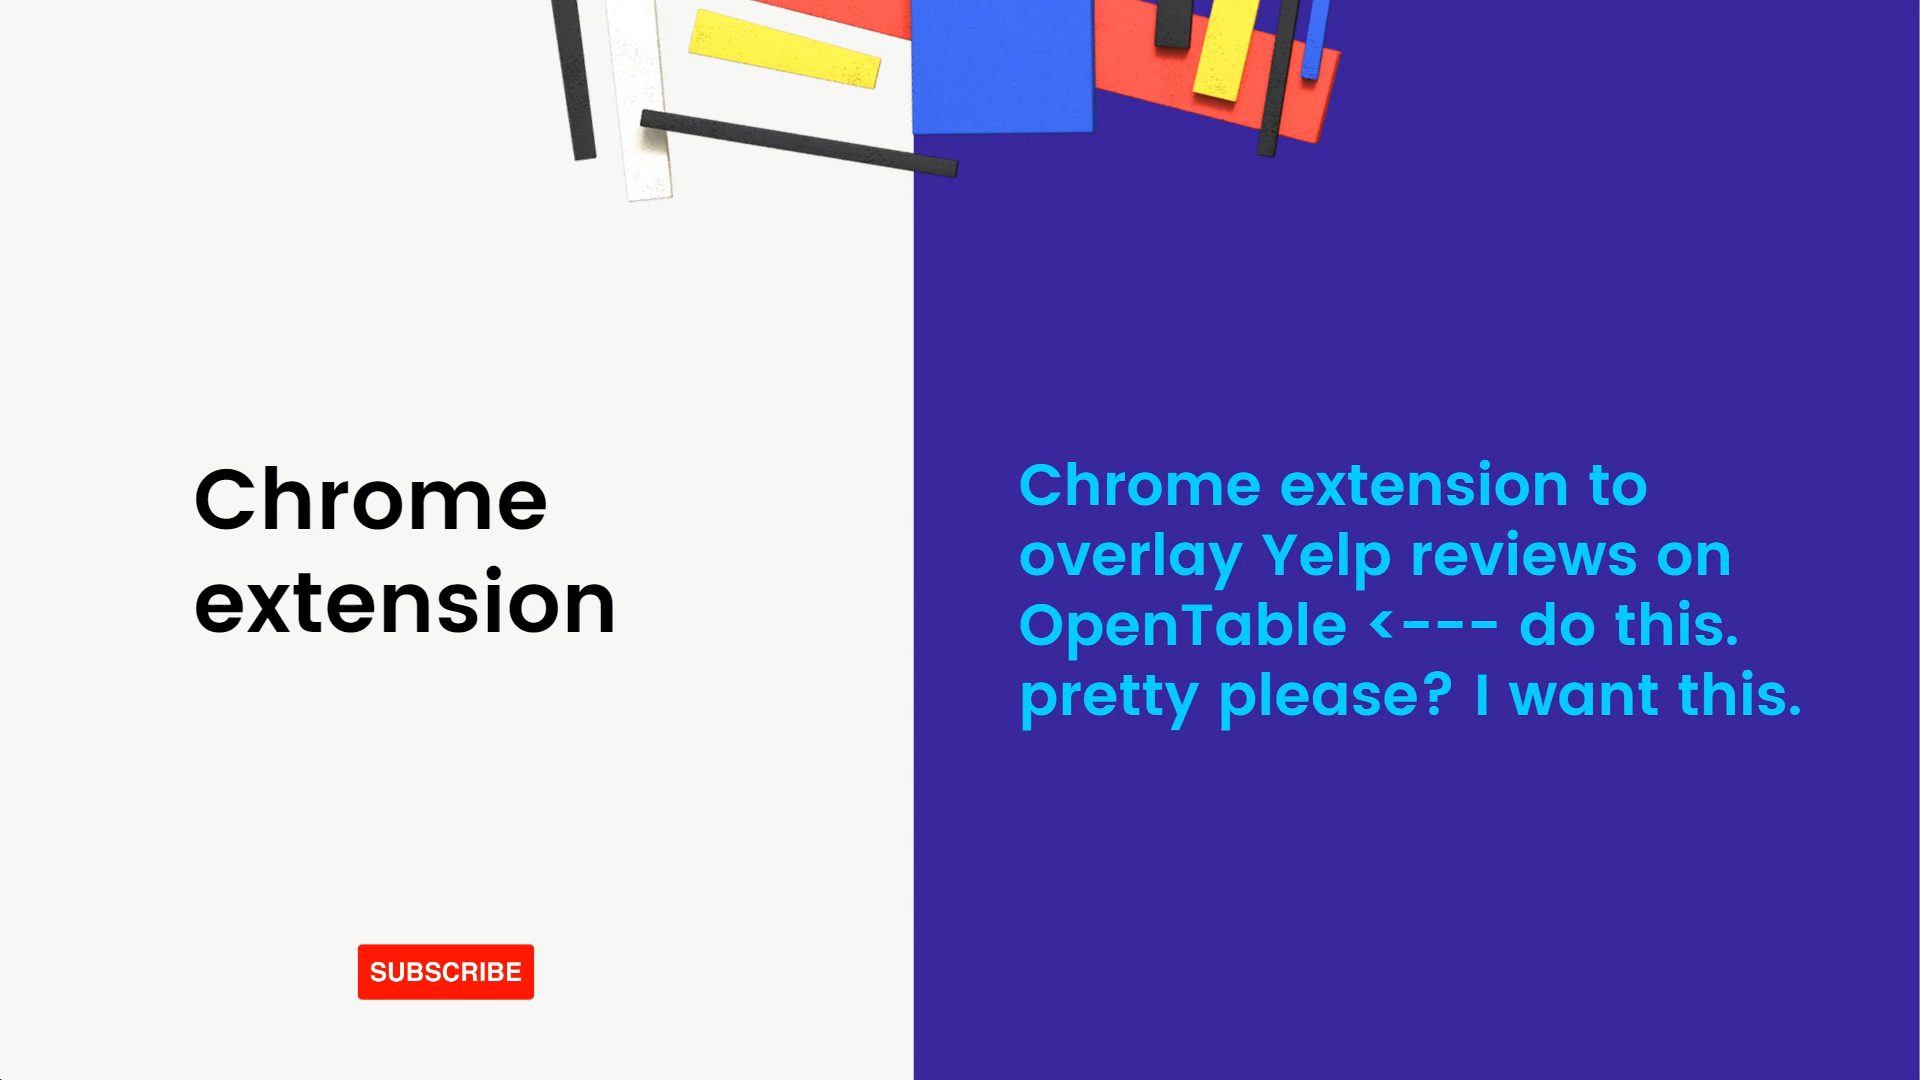 Chrome
extension
Chrome extension to
overlay Yelp reviews on
OpenTable <--- do this.
pretty please? I want this.
SUBSCRIBE